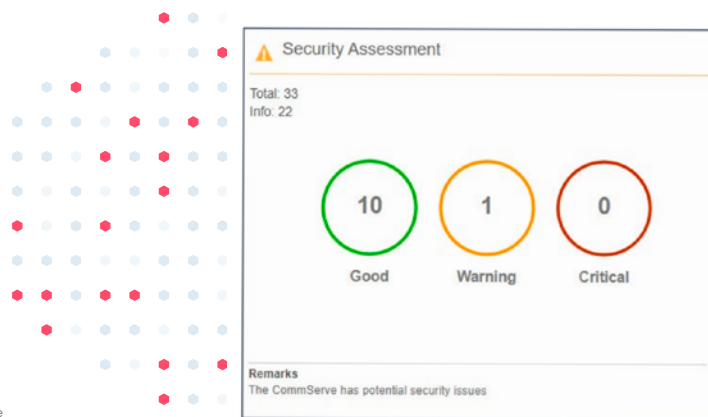 Security Assessment
Total: 33
Info: 22
10
1
0
Good
Warning
Critical
Remarks
The CommServe has potential security issues
e